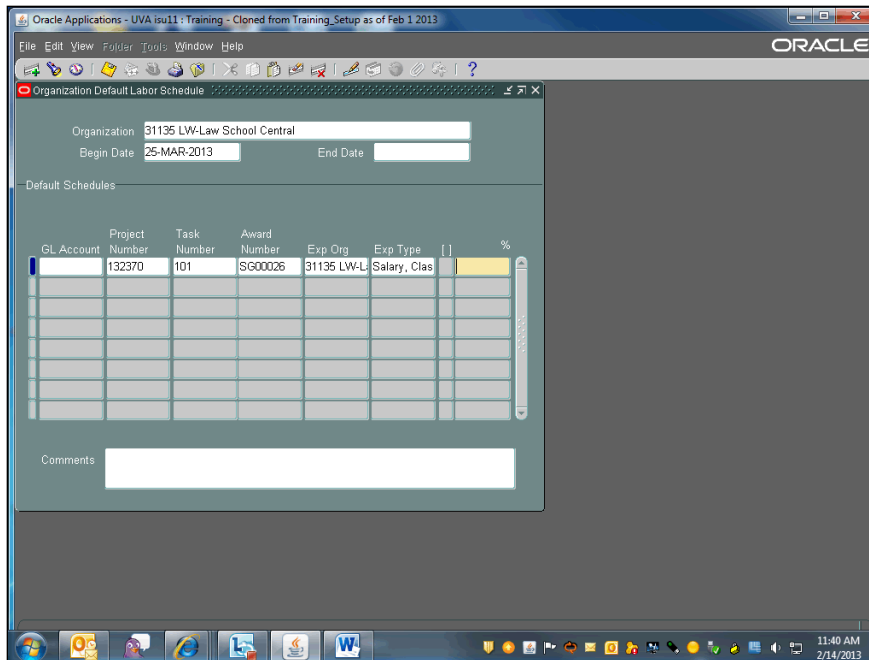 Oracle Applications - UVA isu11 : Training - Cloned from Training_Setup as of Feb 1 2013
File Edit View Folder Tools Window Help
ORACLE
Organization Default Labor Schedule
Organization 31135 LW-Law School Central
Begin Date 25-MAR-2013 End Date
Default Schedules
Project Task Award
GL Account Number Number Number Exp Org Exp Type [ ] %
132370 101 SG00026 31135 LW-L Salary, Clas
Comments
11:40 AM
2/14/2013